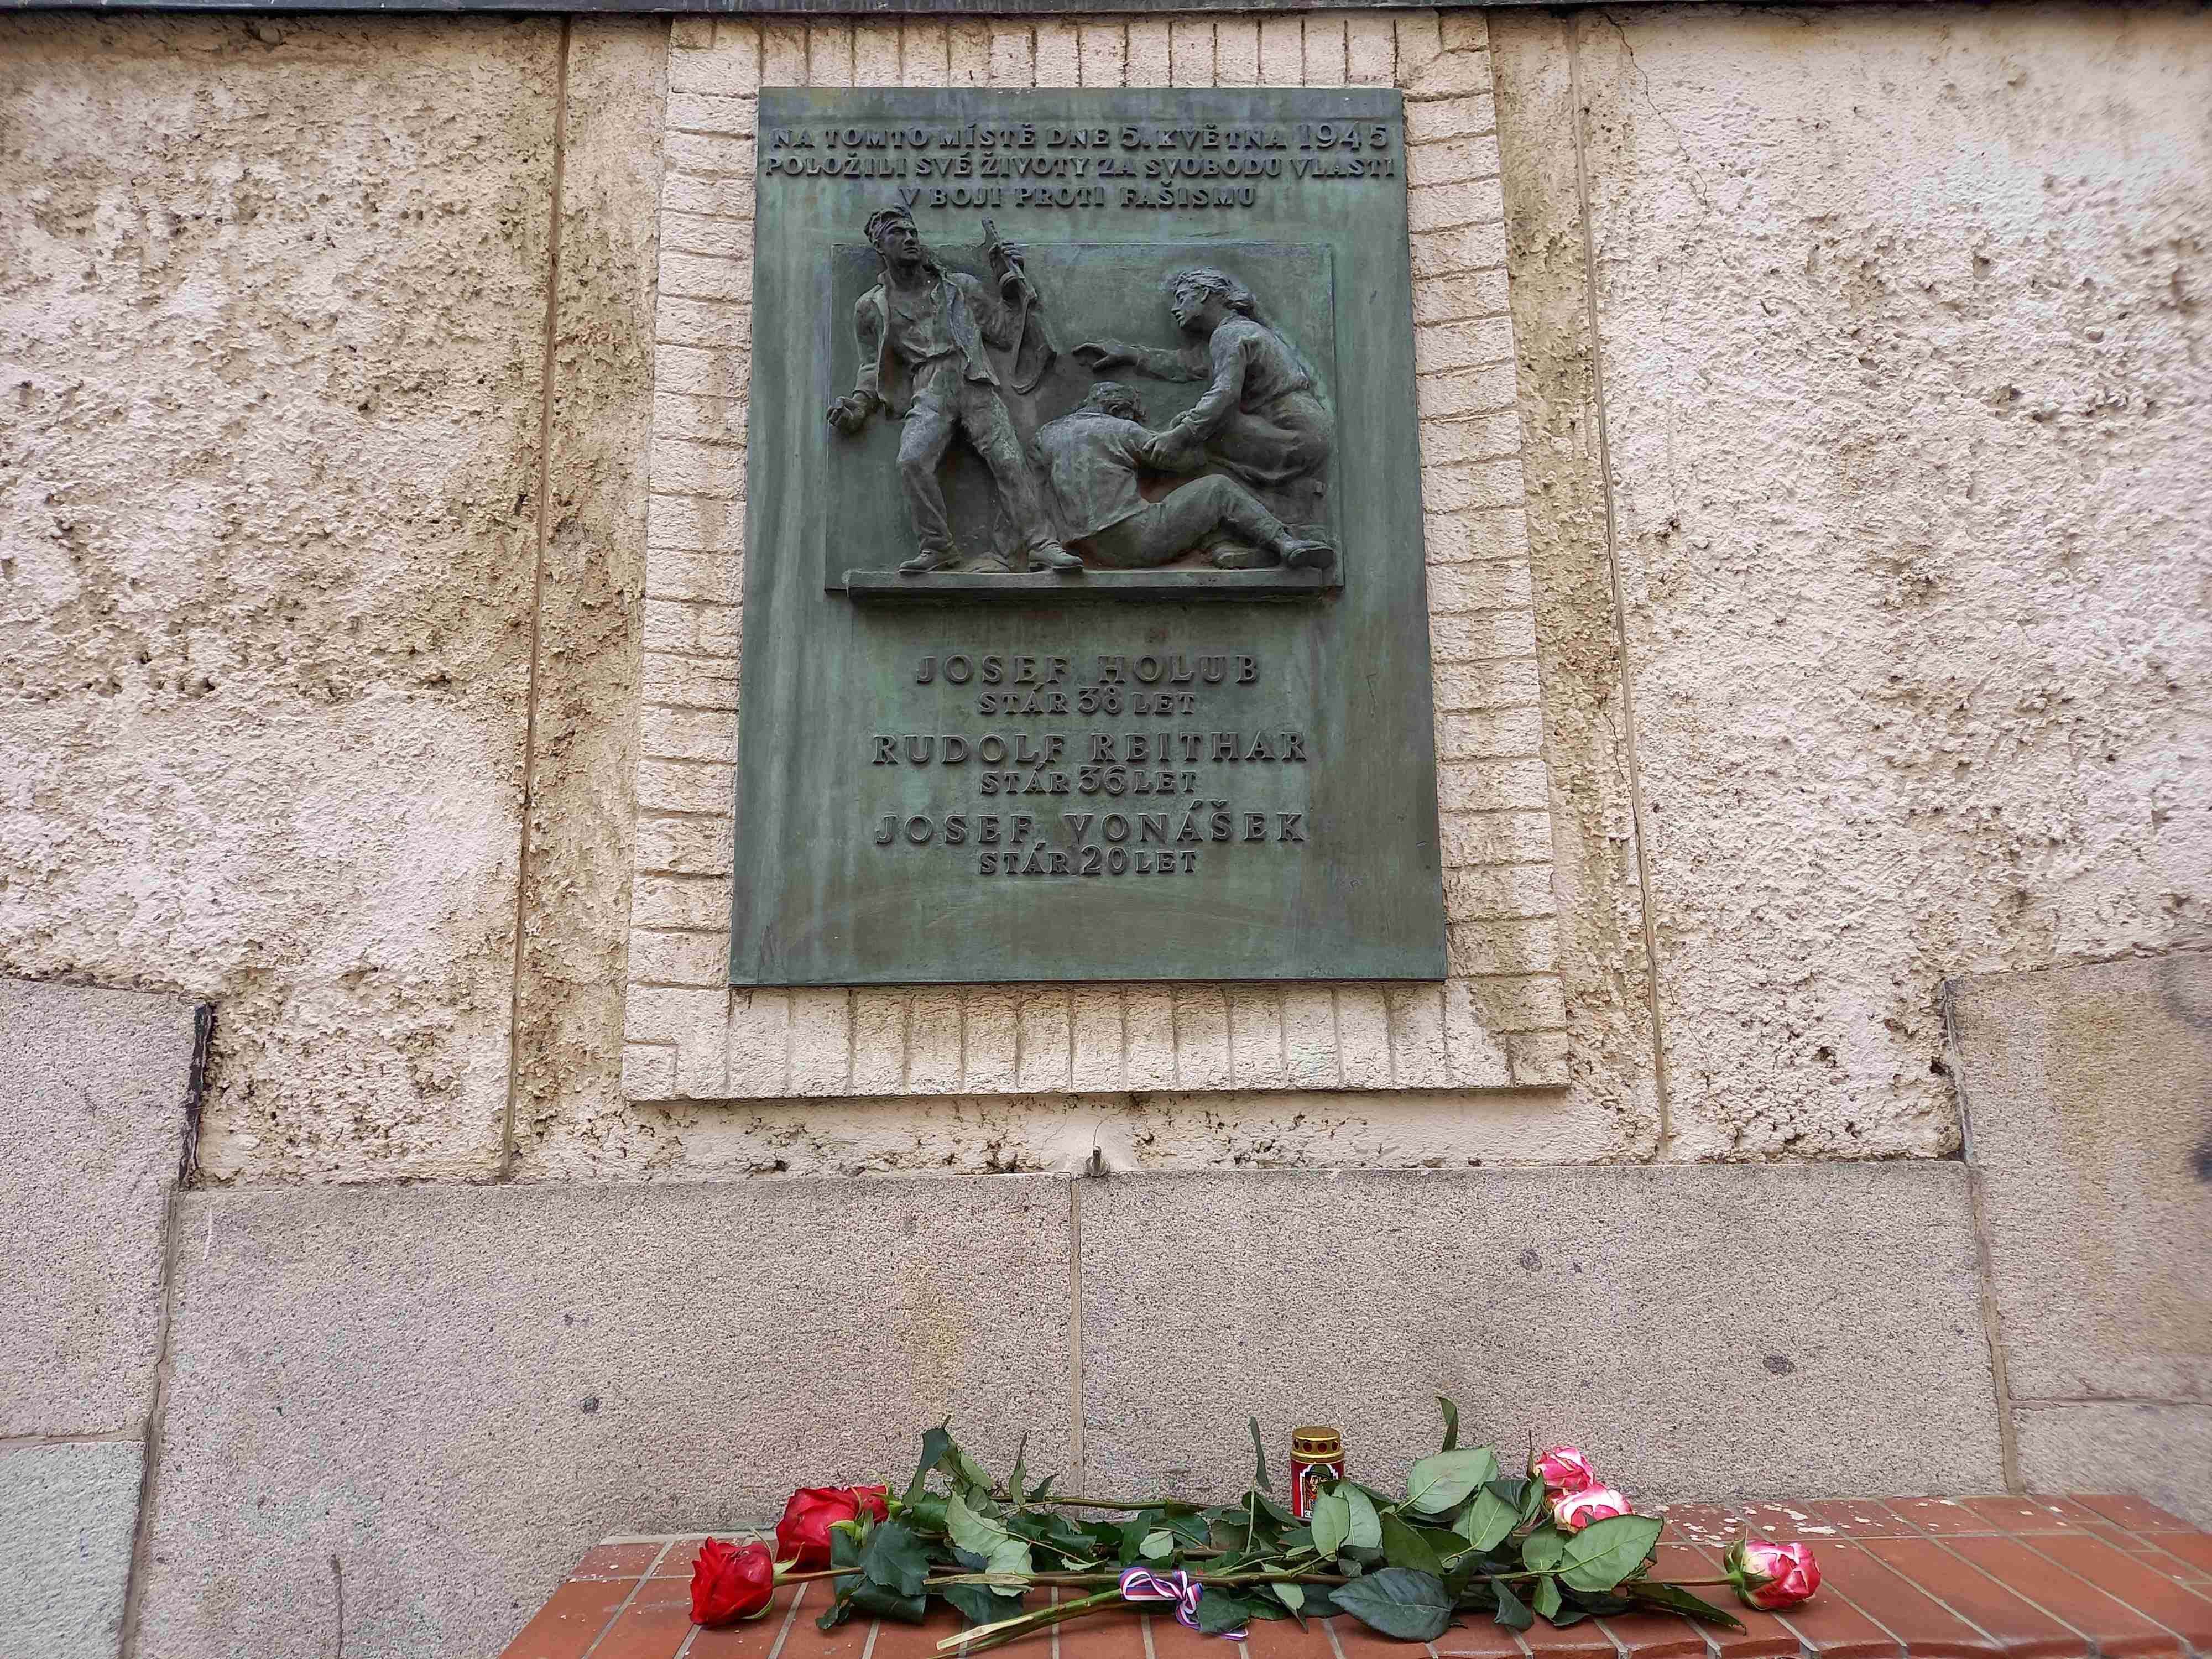 NA TOMTO MÍSTĚ DNE 5. KVĚTNA 1945
POLOŽILI SVÉ ŽIVOTY ZA SVOBODU VLASTI
V BOJI PROTI FAŠISMU
JOSEF HOLUB
STÁR 38 LET
RUDOLF REITHAR
STÁR 36 LET
JOSEF VONÁŠEK
STÁR 20 LET